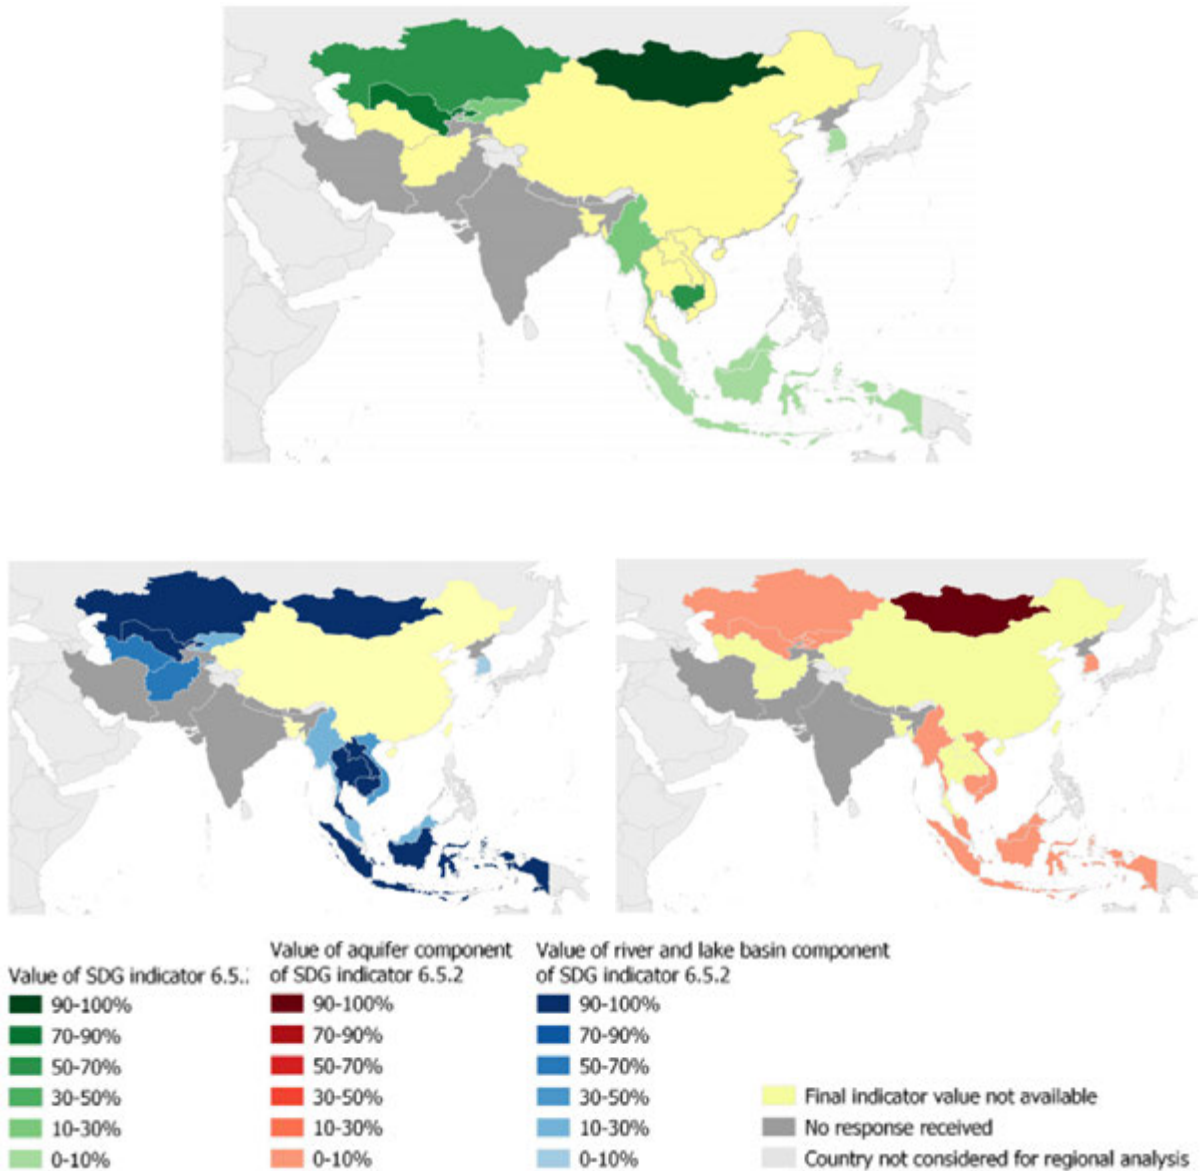 Value of SDG indicator 6.5.
90-100%
70-90%
50-70%
30-50%
10-30%
0-10%
Value of aquifer component
of SDG indicator 6.5.2
90-100%
70-90%
50-70%
30-50%
10-30%
0-10%
Value of river and lake basin component
of SDG indicator 6.5.2
90-100%
70-90%
50-70%
30-50%
10-30%
0-10%
Final indicator value not available
No response received
Country not considered for regional analysis